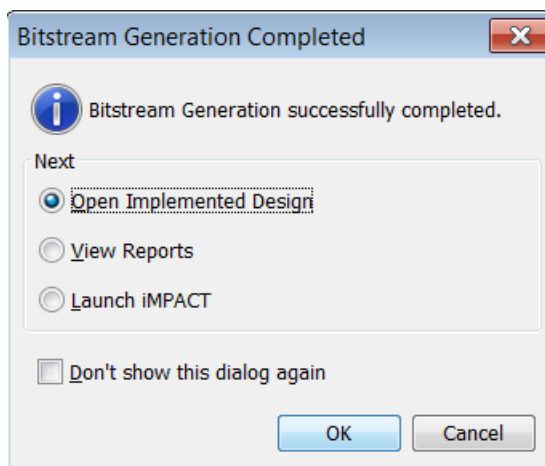 Bitstream Generation Completed
Bitstream Generation successfully completed.
Next
Open Implemented Design
View Reports
Launch iMPACT
Don't show this dialog again
OK
Cancel